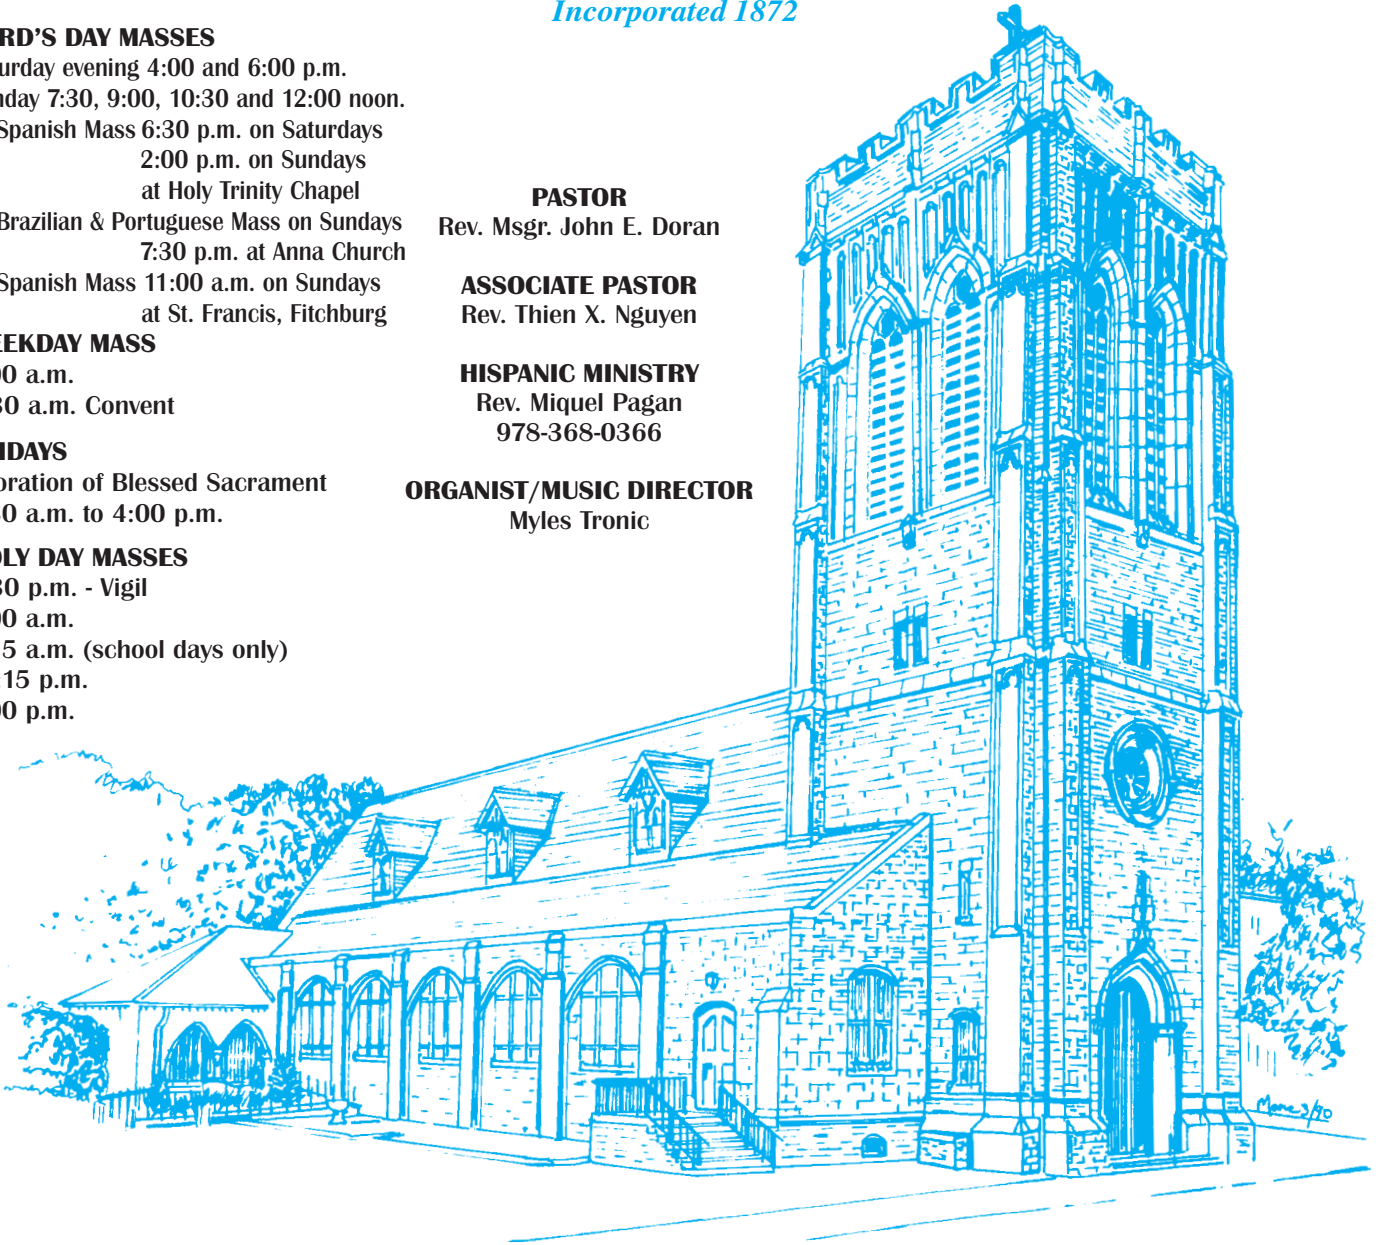 Incorporated 1872
RD'S DAY MASSES
urday evening 4:00 and 6:00 p.m.
nday 7:30, 9:00, 10:30 and 12:00 noon.
Spanish Mass 6:30 p.m. on Saturdays
2:00 p.m. on Sundays
at Holy Trinity Chapel
Brazilian & Portuguese Mass on Sundays
7:30 p.m. at Anna Church
Spanish Mass 11:00 a.m. on Sundays
at St. Francis, Fitchburg
EEKDAY MASS
00 a.m.
30 a.m. Convent
IDAYS
oration of Blessed Sacrament
30 a.m. to 4:00 p.m.
OLY DAY MASSES
30 p.m. - Vigil
00 a.m.
15 a.m. (school days only)
:15 p.m.
00 p.m.
PASTOR
Rev. Msgr. John E. Doran
ASSOCIATE PASTOR
Rev. Thien X. Nguyen
HISPANIC MINISTRY
Rev. Miquel Pagan
978-368-0366
ORGANIST/MUSIC DIRECTOR
Myles Tronic